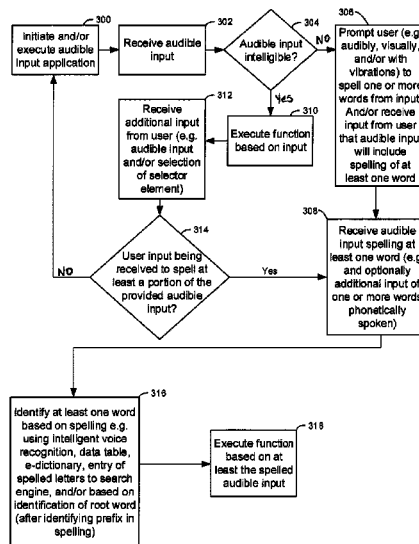 300
Initiate and/or
execute audible
input application
302
Receive audible
input
304
Audible input
intelligible?
NO
Yes
306
Prompt user (e.g.
audibly, visually,
and/or with
vibrations) to
spell one or more
words from input.
And/or receive
input from user
that audible input
will include
spelling of at
least one word
310
Execute function
based on input
312
Receive
additional input
from user (e.g.
audible input
and/or selection
of selector
element)
314
User input being
received to spell at
least a portion of the
provided audible
input?
NO
Yes
Receive audible
input spelling at
least one word (e.g.
and optionally
additional input of
one or more words
phonetically
spoken)
316
Identify at least one word
based on spelling e.g.
using intelligent voice
recognition, data table,
e-dictionary, entry of
spelled letters to search
engine, and/or based on
identification of root word
(after identifying prefix in
spelling)
Execute function
based on at
least the spelled
audible input